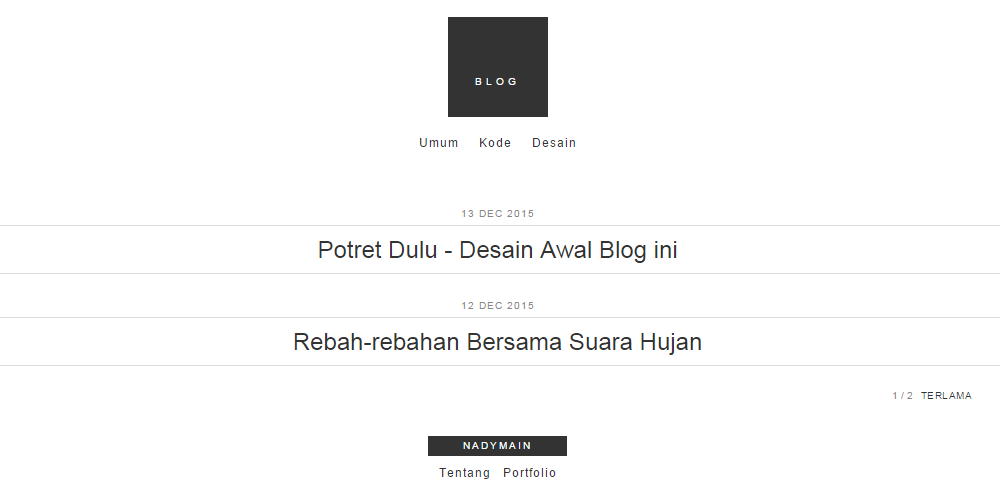 BLOG
Umum Kode Desain
13 DEC 2015
Potret Dulu - Desain Awal Blog ini
12 DEC 2015
Rebah-rebahan Bersama Suara Hujan
1 / 2 TERLAMA
NADYMAIN
Tentang Portfolio